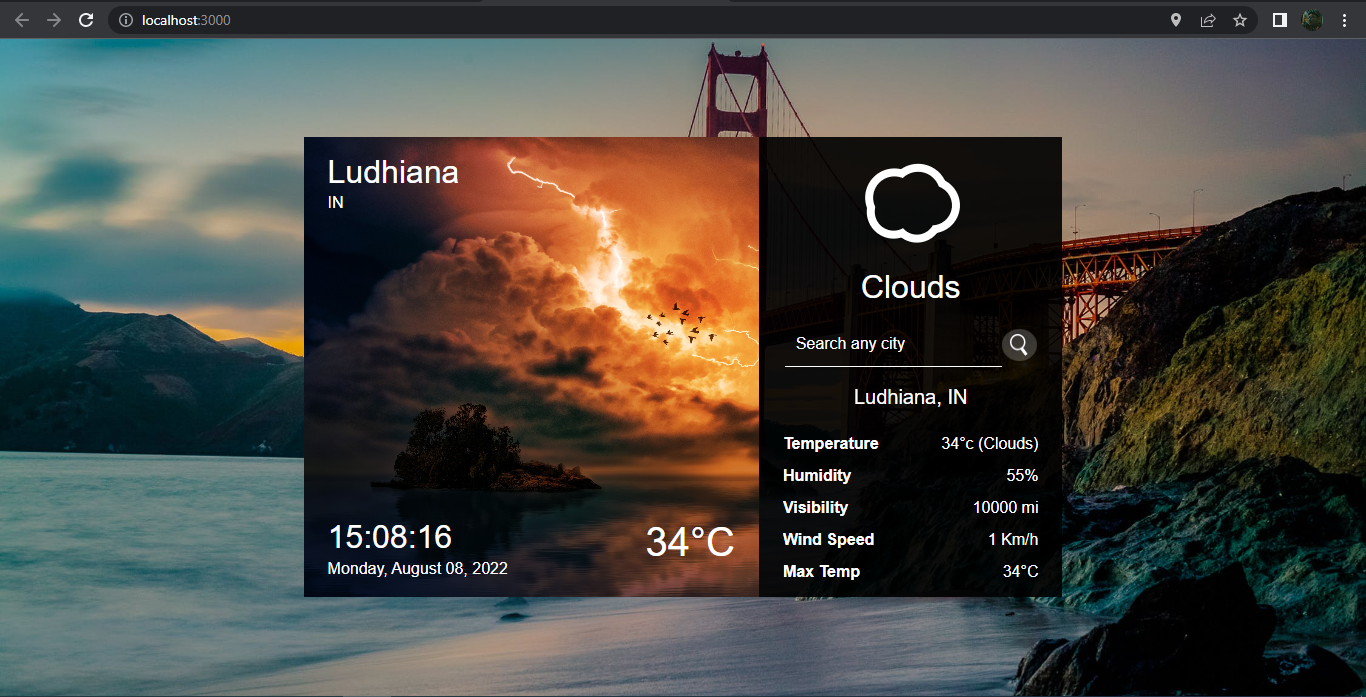 localhost:3000
Ludhiana
IN
15:08:16
Monday, August 08, 2022
34°C
Clouds
Search any city
Ludhiana, IN
Temperature 34°c (Clouds)
Humidity 55%
Visibility 10000 mi
Wind Speed 1 Km/h
Max Temp 34°C